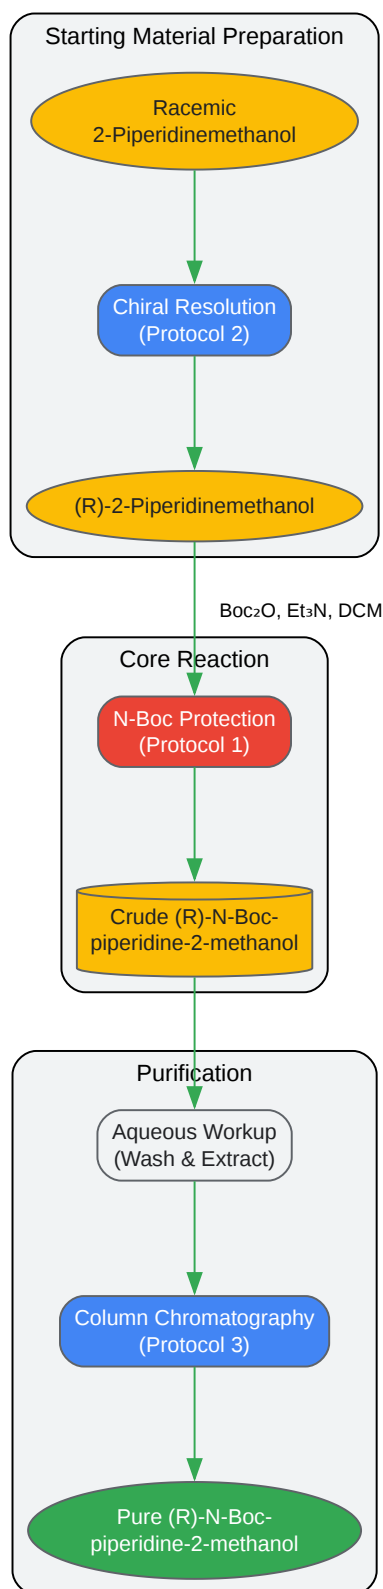 Starting Material Preparation
Racemic
2-Piperidinemethanol
Chiral Resolution
(Protocol 2)
(R)-2-Piperidinemethanol
Boc₂O, Et₃N, DCM
Core Reaction
N-Boc Protection
(Protocol 1)
Crude (R)-N-Boc-
piperidine-2-methanol
Purification
Aqueous Workup
(Wash & Extract)
Column Chromatography
(Protocol 3)
Pure (R)-N-Boc-
piperidine-2-methanol